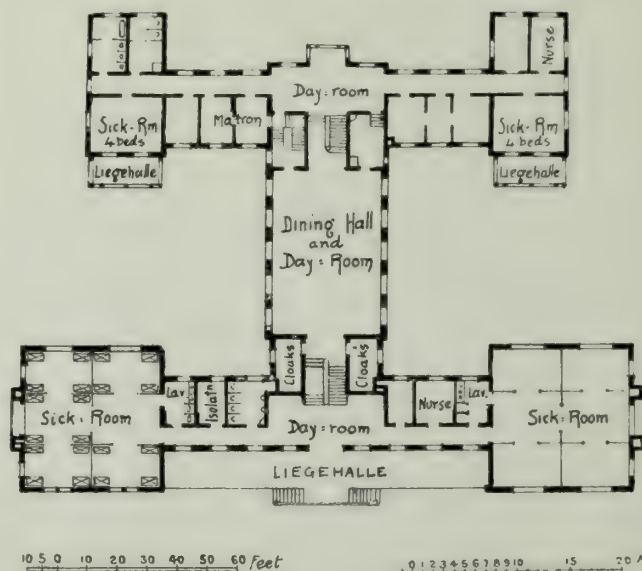 Nurse
Day:room
Sick-Rm
4 beds
Matron
Sick-Rm
4 beds
Liegehalle
Liegehalle
Dining Hall
and
Day:Room
Cloaks
Cloaks
Lav.
Isolatn
Nurse
Lav.
Sick:Room
Day:room
Sick:Room
LIEGEHALLE
10 5 0 10 20 30 40 50 60 Feet
0 1 2 3 4 5 6 7 8 9 10 15 20